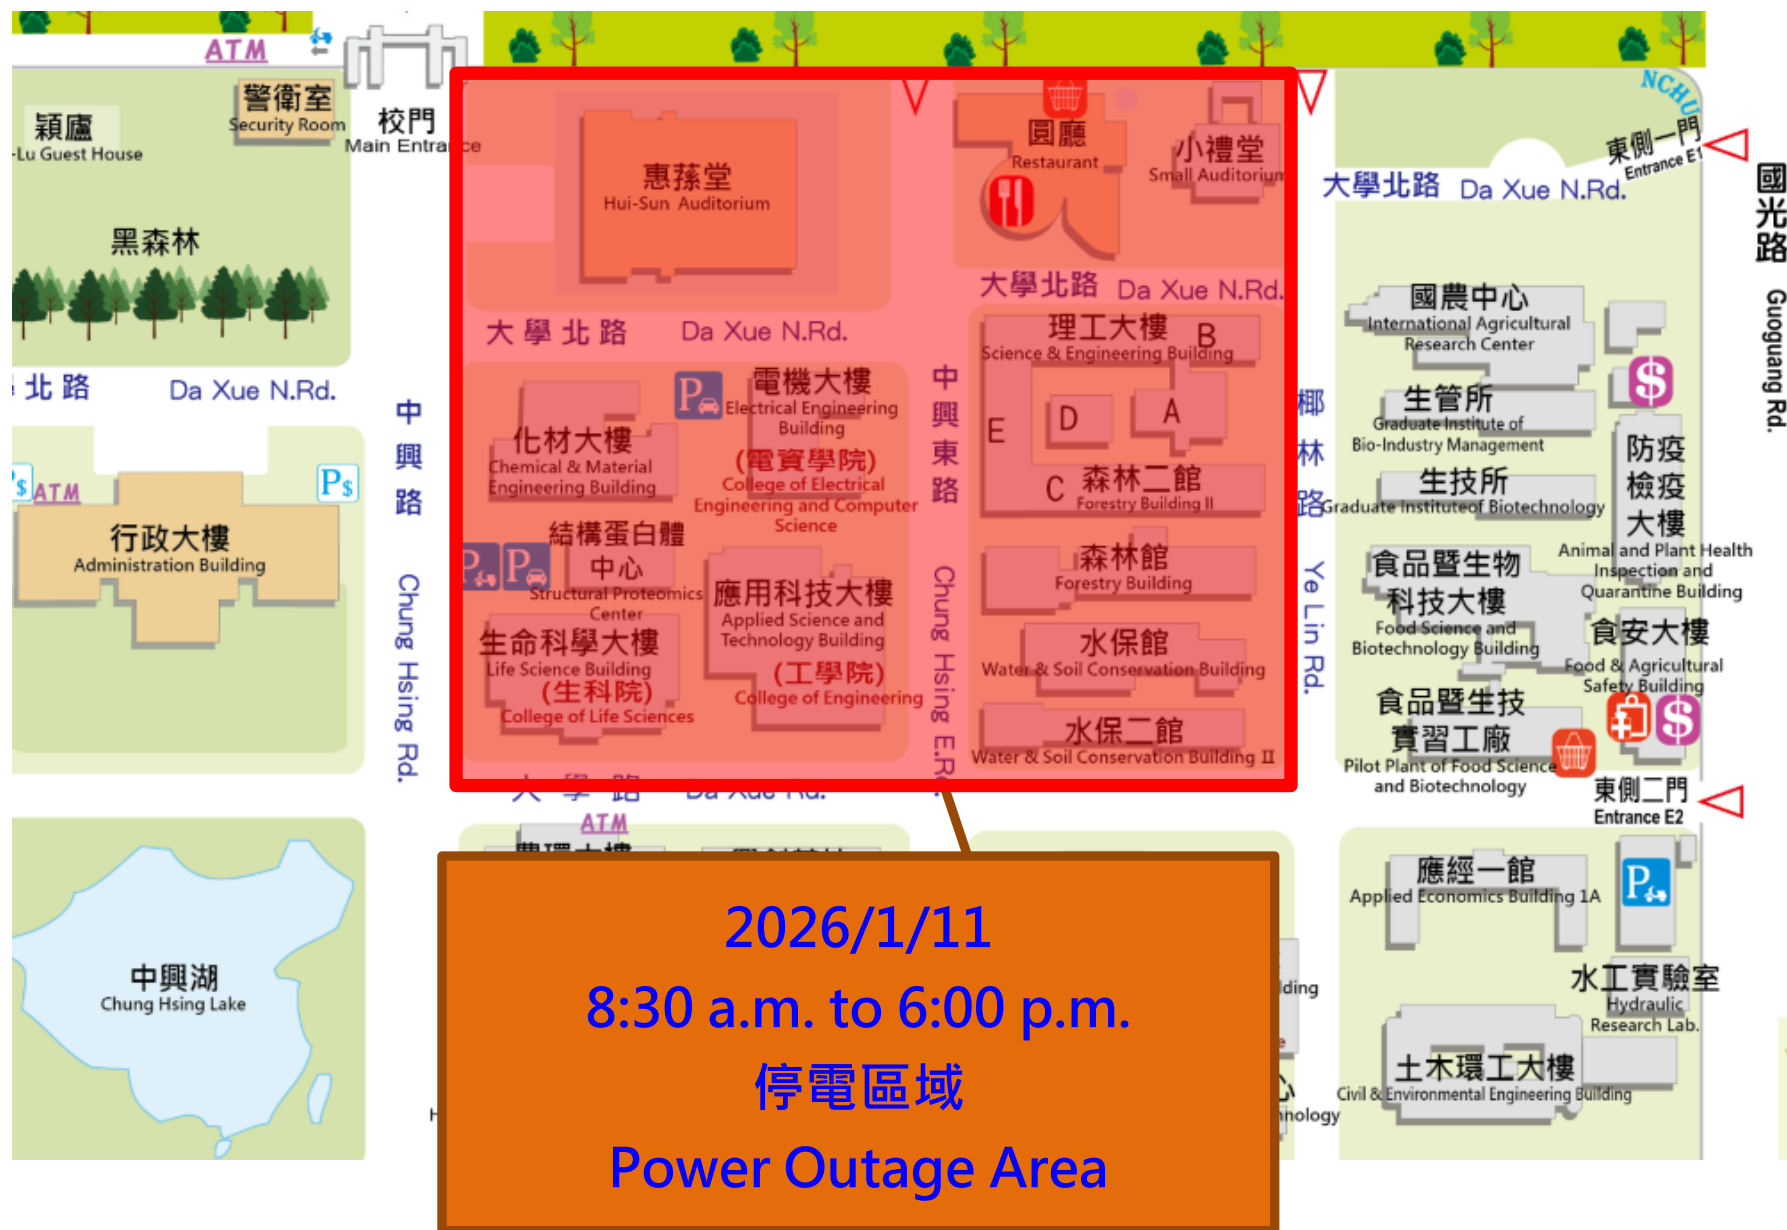 ATM
警衛室
Security Room
校門
Main Entrance
穎廬
-Lu Guest House
黑森林
北路 Da Xue N.Rd.
中興路 Chung Hsing Rd.
ATM
P$
行政大樓
Administration Building
中興湖
Chung Hsing Lake
惠蓀堂
Hui-Sun Auditorium
圓廳
Restaurant
小禮堂
Small Auditorium
大學北路 Da Xue N.Rd.
大學北路 Da Xue N.Rd.
P
電機大樓
Electrical Engineering
Building
(電資學院)
College of Electrical
Engineering and Computer
Science
化材大樓
Chemical & Material
Engineering Building
結構蛋白體
中心
Structural Proteomics
Center
P
P
應用科技大樓
Applied Science and
Technology Building
(工學院)
College of Engineering
生命科學大樓
Life Science Building
(生科院)
College of Life Sciences
中興東路 Chung Hsing E.Rd.
理工大樓 B
Science & Engineering Building
E D A
C 森林二館
Forestry Building II
森林館
Forestry Building
水保館
Water & Soil Conservation Building
水保二館
Water & Soil Conservation Building II
大學路 Da Xue Rd.
ATM
椰林路 Ye Lin Rd.
NCHU
東側一門
Entrance E1
大學北路 Da Xue N.Rd.
國光路 Guoguang Rd.
國農中心
International Agricultural
Research Center
$
生管所
Graduate Institute of
Bio-Industry Management
生技所
Graduate Instituteof Biotechnology
防疫
檢疫
大樓
Animal and Plant Health
Inspection and
Quarantine Building
食品暨生物
科技大樓
Food Science and
Biotechnology Building
食安大樓
Food & Agricultural
Safety Building
$
食品暨生技
實習工廠
Pilot Plant of Food Science
and Biotechnology
東側二門
Entrance E2
應經一館
Applied Economics Building 1A
P
水工實驗室
Hydraulic
Research Lab.
土木環工大樓
Civil & Environmental Engineering Building
2026/1/11
8:30 a.m. to 6:00 p.m.
停電區域
Power Outage Area